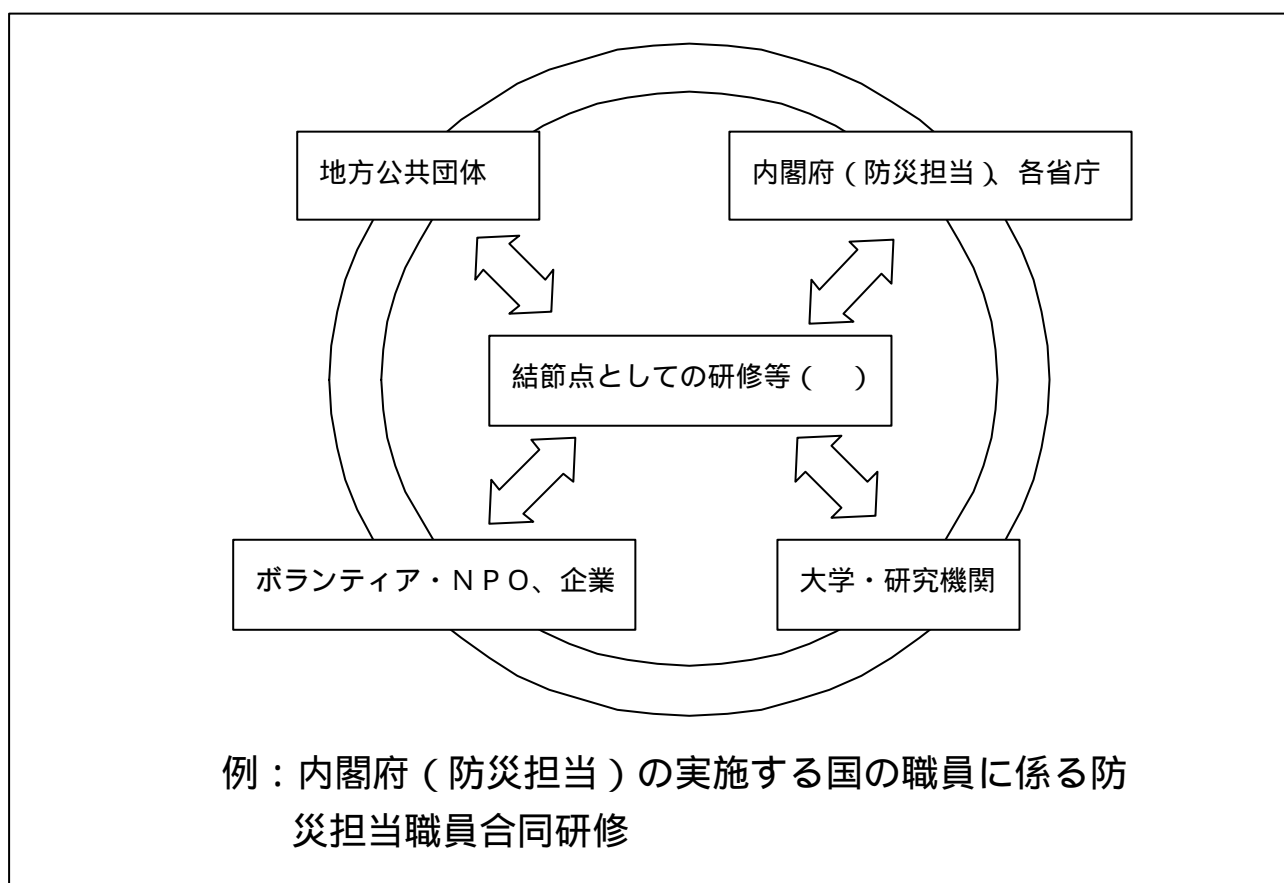 地方公共団体
内閣府（防災担当）、各省庁
結節点としての研修等（　）
ボランティア・ＮＰＯ、企業
大学・研究機関
例：内閣府（防災担当）の実施する国の職員に係る防
災担当職員合同研修